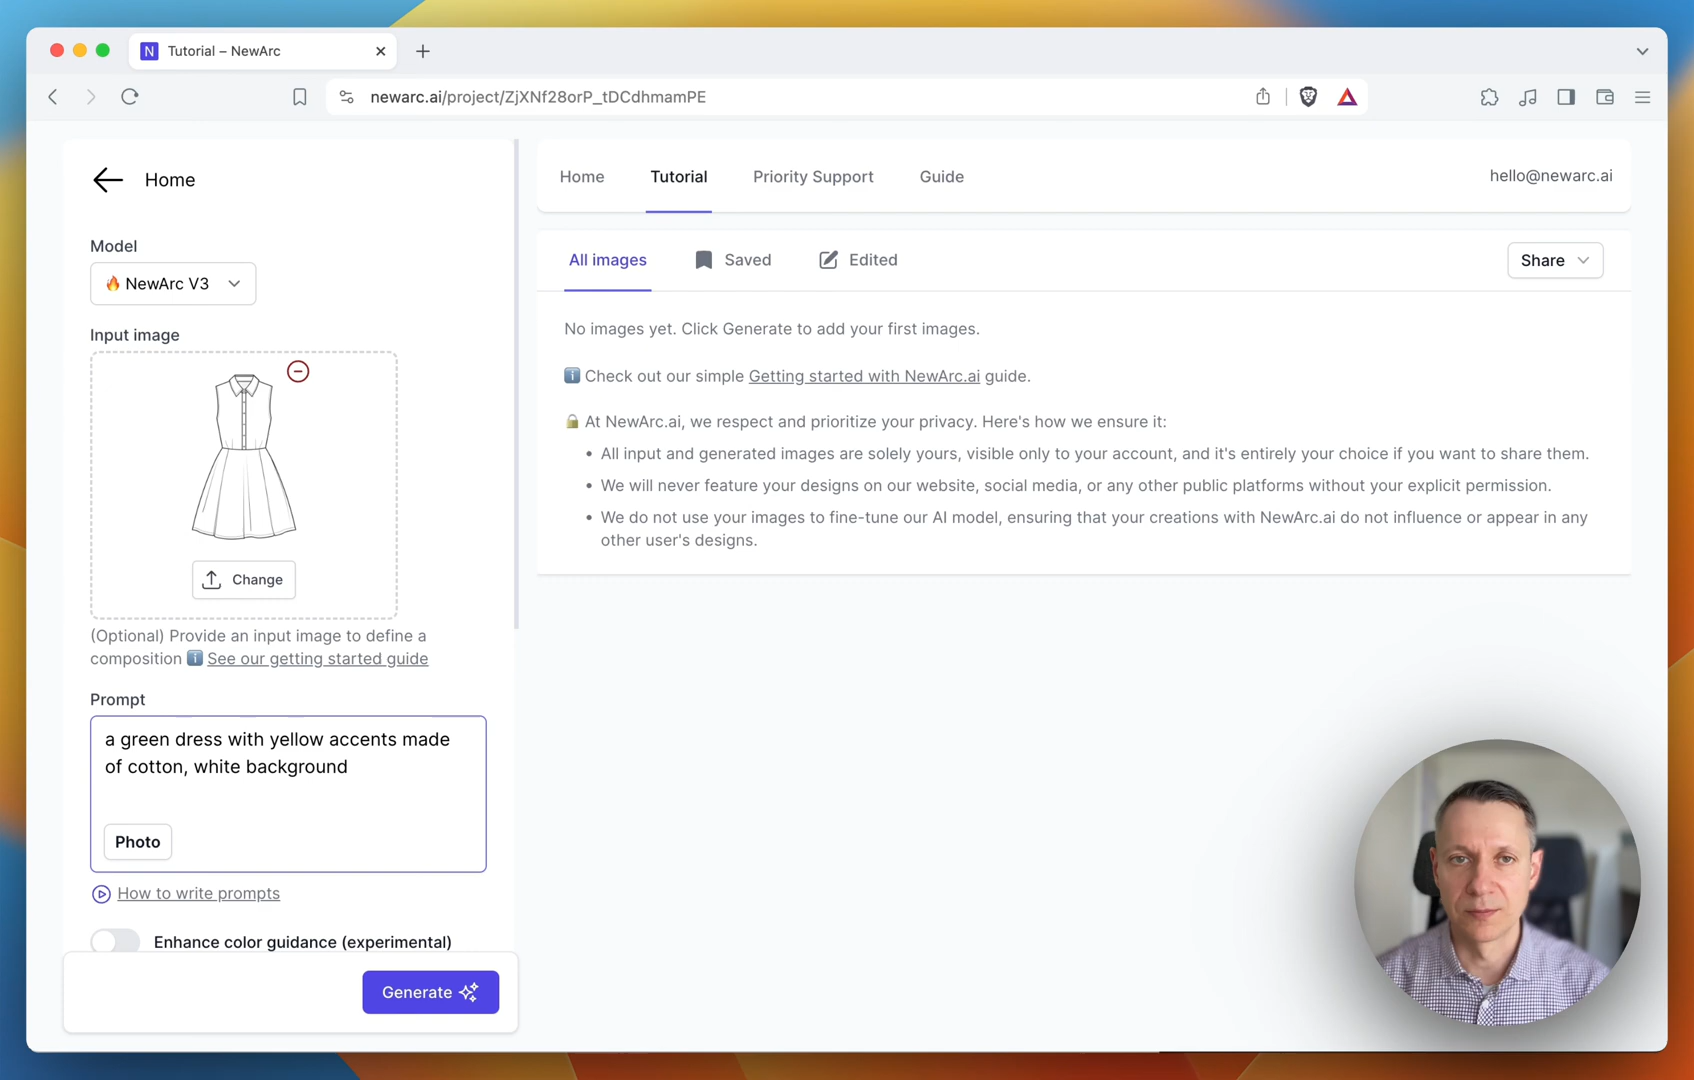 Tutorial – NewArc
newarc.ai/project/ZjXNf28orP_tDCdhmamPE
Home
Model
🔥 NewArc V3
Input image
Change
(Optional) Provide an input image to define a
composition ℹ️ See our getting started guide
Prompt
a green dress with yellow accents made
of cotton, white background
Photo
How to write prompts
Enhance color guidance (experimental)
Generate
Home Tutorial Priority Support Guide hello@newarc.ai
All images Saved Edited Share
No images yet. Click Generate to add your first images.
ℹ️ Check out our simple Getting started with NewArc.ai guide.
🔒 At NewArc.ai, we respect and prioritize your privacy. Here's how we ensure it:
• All input and generated images are solely yours, visible only to your account, and it's entirely your choice if you want to share them.
• We will never feature your designs on our website, social media, or any other public platforms without your explicit permission.
• We do not use your images to fine-tune our AI model, ensuring that your creations with NewArc.ai do not influence or appear in any
other user's designs.